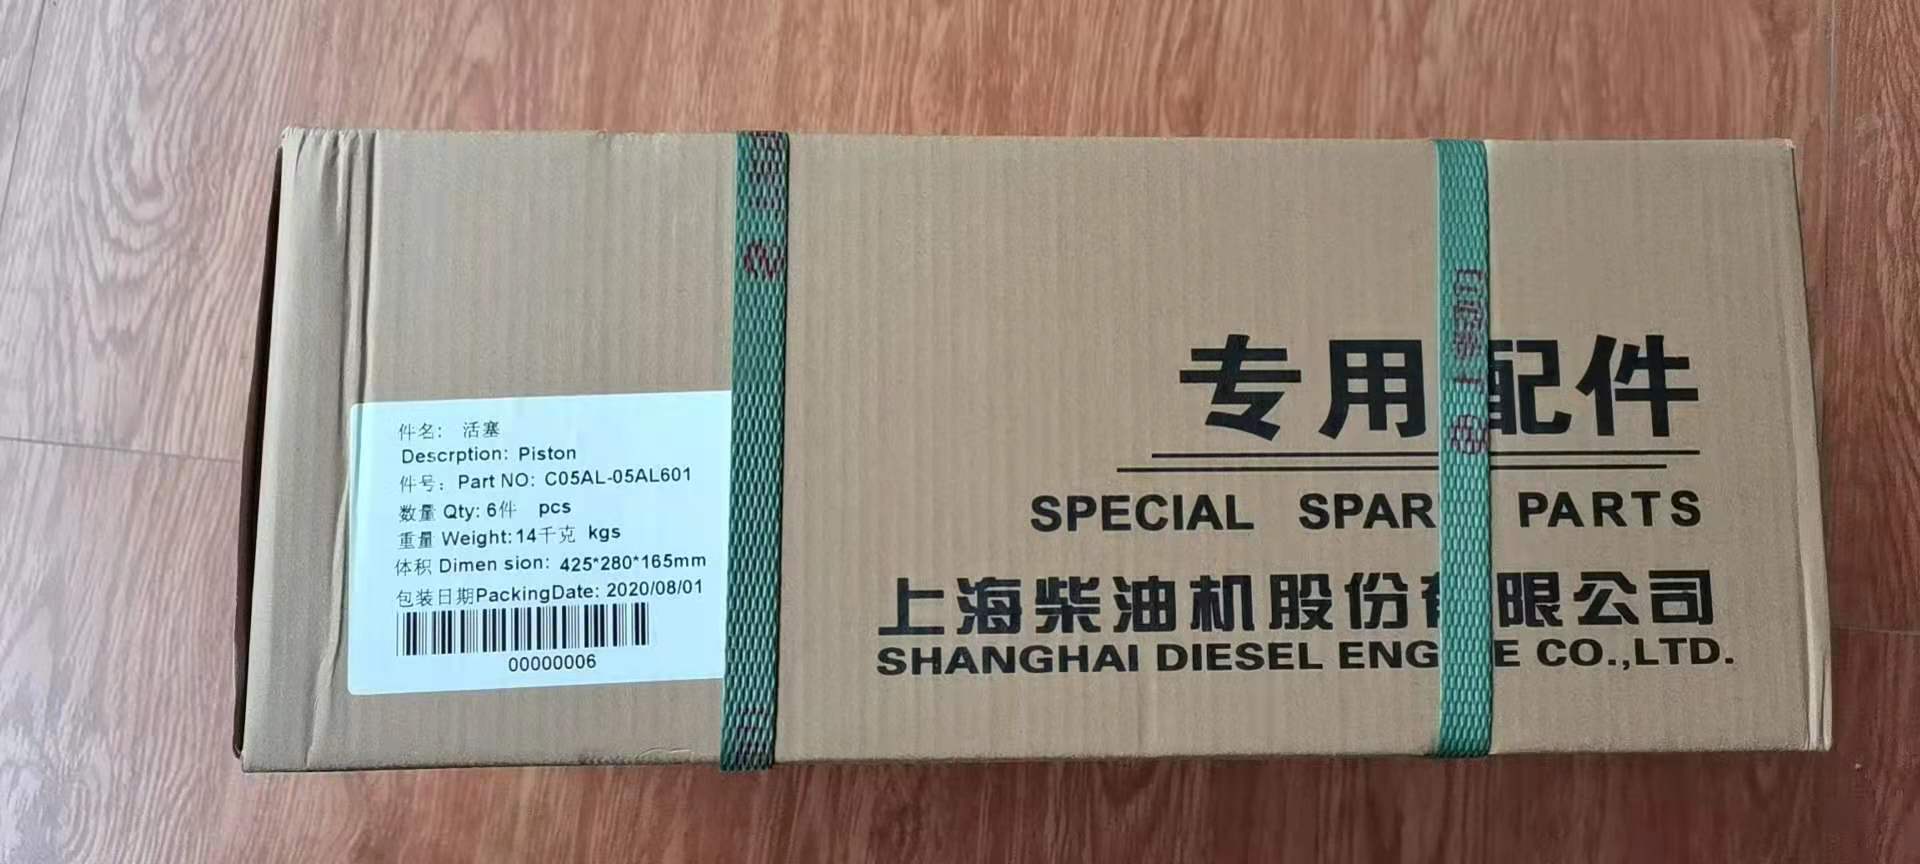 件名: 活塞
Descrption: Piston
件号: Part NO: C05AL-05AL601
数量 Qty: 6件 pcs
重量 Weight:14千克 kgs
体积 Dimen sion: 425*280*165mm
包装日期PackingDate: 2020/08/01
00000006
专用配件
SPECIAL SPAR PARTS
上海柴油机股份有限公司
SHANGHAI DIESEL ENG E CO.,LTD.